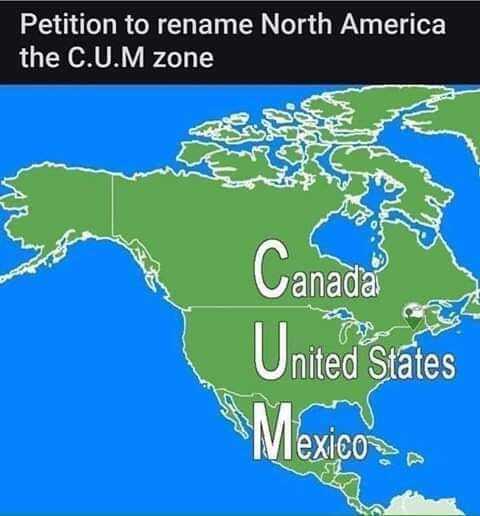 Petition to rename North America
the C.U.M zone
Canada
United States
Mexico